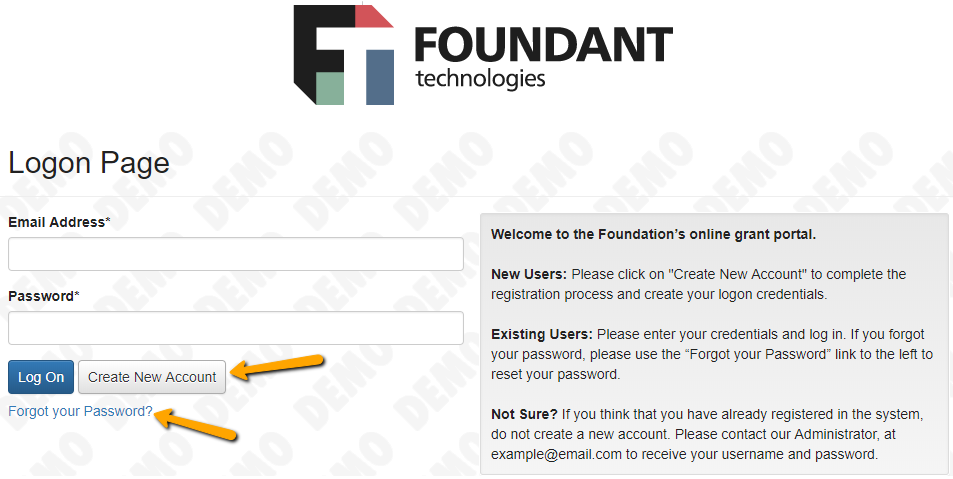 FOUNDANT
technologies
Logon Page
Email Address*
Password*
Log On
Create New Account
Forgot your Password?
Welcome to the Foundation’s online grant portal.
New Users: Please click on "Create New Account" to complete the
registration process and create your logon credentials.
Existing Users: Please enter your credentials and log in. If you forgot
your password, please use the “Forgot your Password” link to the left to
reset your password.
Not Sure? If you think that you have already registered in the system,
do not create a new account. Please contact our Administrator, at
example@email.com to receive your username and password.
DEMO